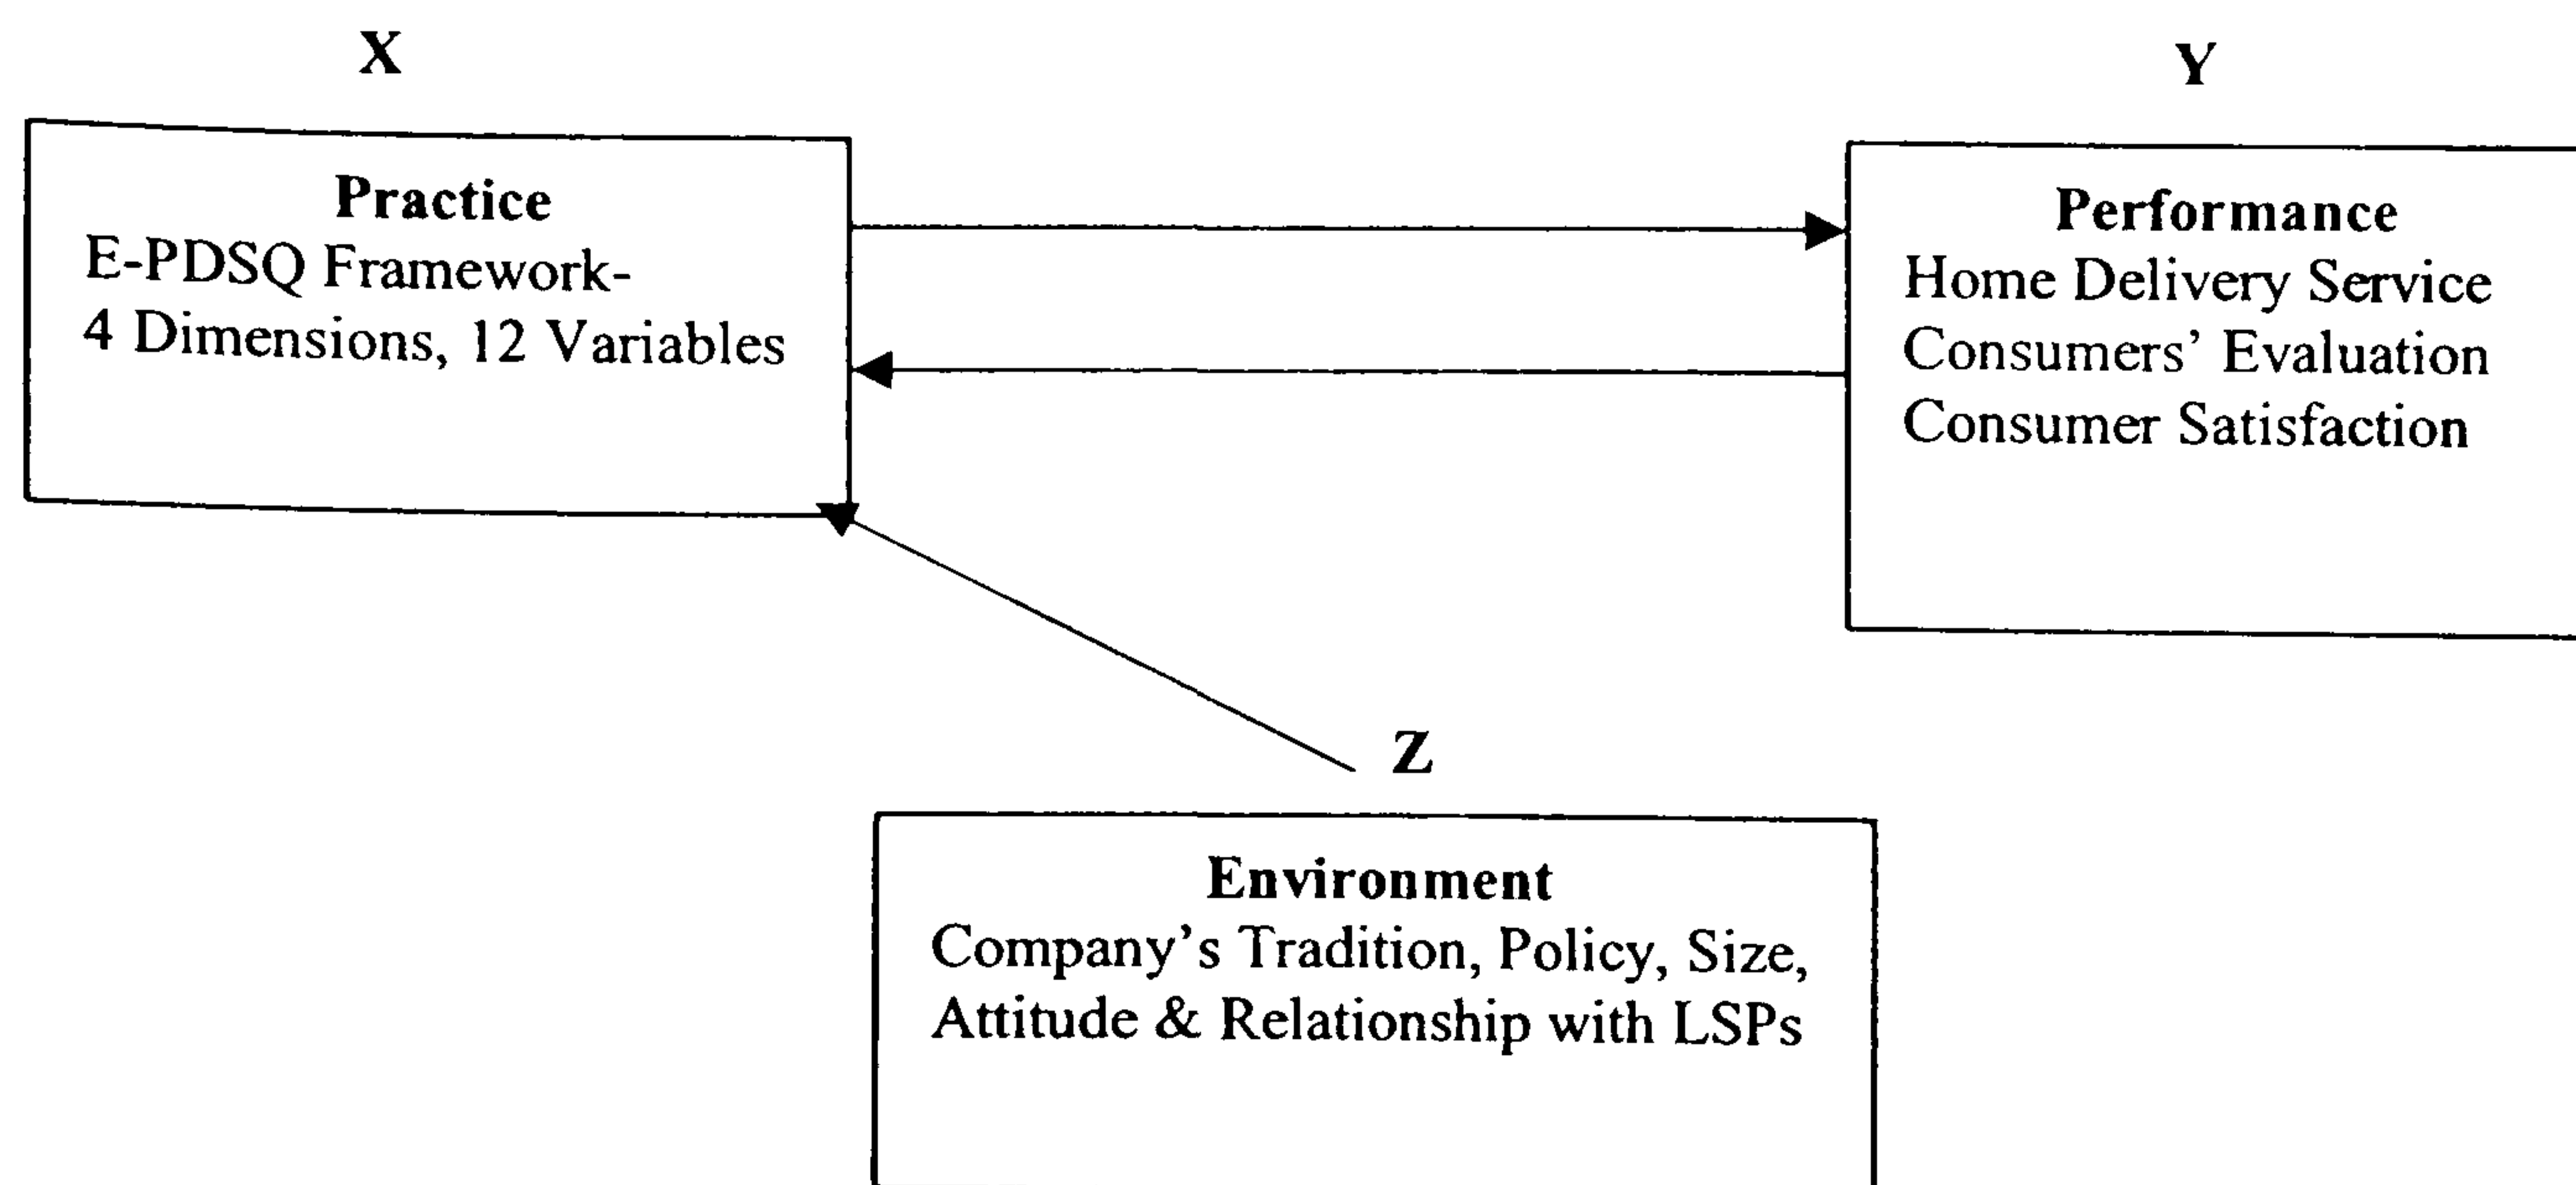 X
Y
Practice
E-PDSQ Framework-
4 Dimensions, 12 Variables
Performance
Home Delivery Service
Consumers' Evaluation
Consumer Satisfaction
Z
Environment
Company's Tradition, Policy, Size,
Attitude & Relationship with LSPs